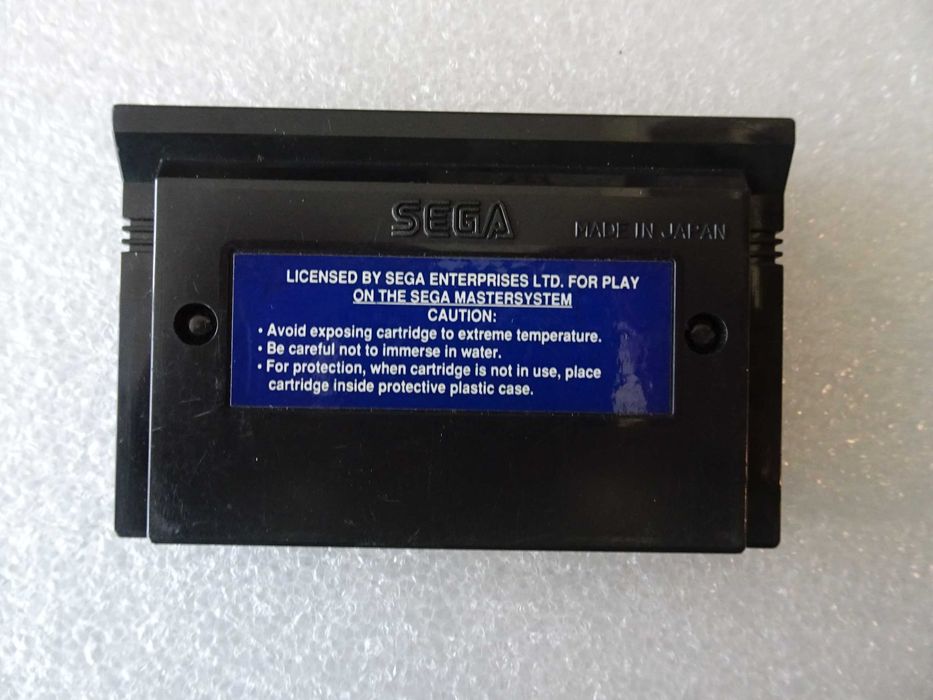 SEGA
MADE IN JAPAN
LICENSED BY SEGA ENTERPRISES LTD. FOR PLAY
ON THE SEGA MASTERSYSTEM
CAUTION:
• Avoid exposing cartridge to extreme temperature.
• Be careful not to immerse in water.
• For protection, when cartridge is not in use, place
cartridge inside protective plastic case.